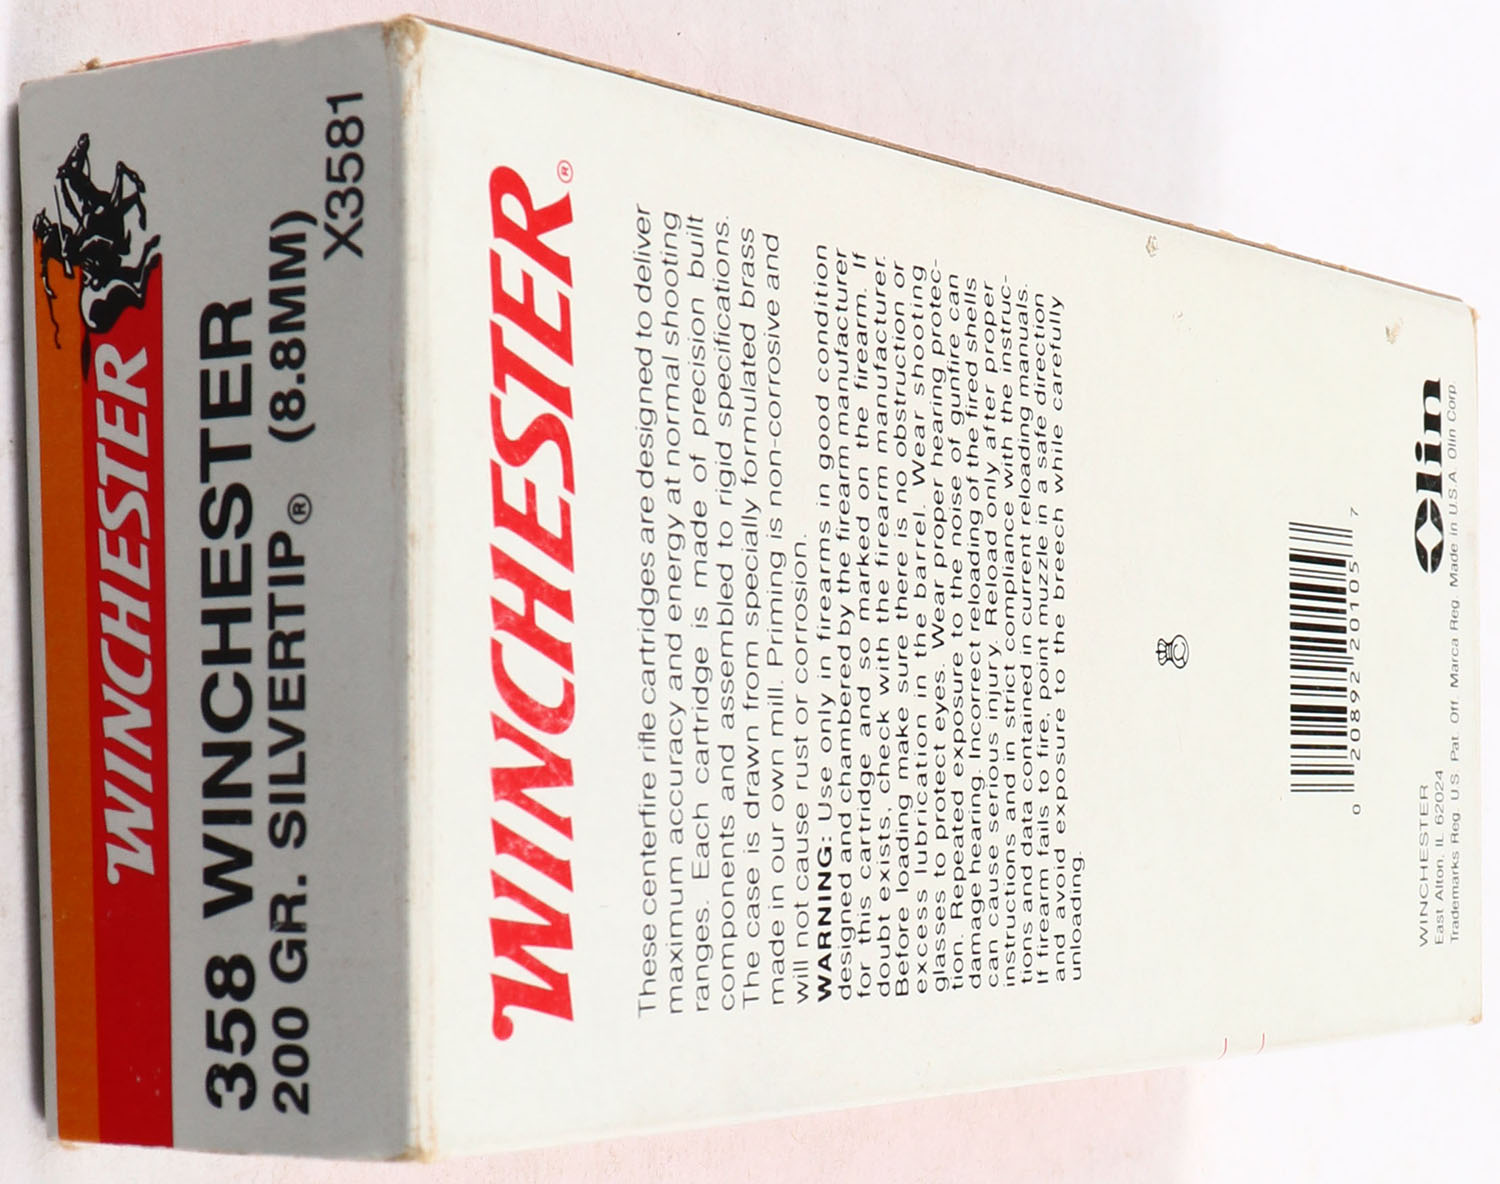 WINCHESTER
358 WINCHESTER
200 GR. SILVERTIP® (8.8MM)
X3581
WINCHESTER®
These centerfire rifle cartridges are designed to deliver
maximum accuracy and energy at normal shooting
ranges. Each cartridge is made of precision built
components and assembled to rigid specifications.
The case is drawn from specially formulated brass
made in our own mill. Priming is non-corrosive and
will not cause rust or corrosion.
WARNING: Use only in firearms in good condition
designed and chambered by the firearm manufacturer
for this cartridge and so marked on the firearm. If
doubt exists, check with the firearm manufacturer.
Before loading make sure there is no obstruction or
excess lubrication in the barrel. Wear shooting
glasses to protect eyes. Wear proper hearing protec-
tion. Repeated exposure to the noise of gunfire can
damage hearing. Incorrect reloading of the fired shells
can cause serious injury. Reload only after proper
instructions and in strict compliance with the instruc-
tions and data contained in current reloading manuals.
If firearm fails to fire, point muzzle in a safe direction
and avoid exposure to the breech while carefully
unloading.
0 20892 20105 7
WINCHESTER
East Alton, IL 62024
Olin
Trademarks Reg. U.S. Pat. Off. Marca Reg. Made in U.S.A. Olin Corp.